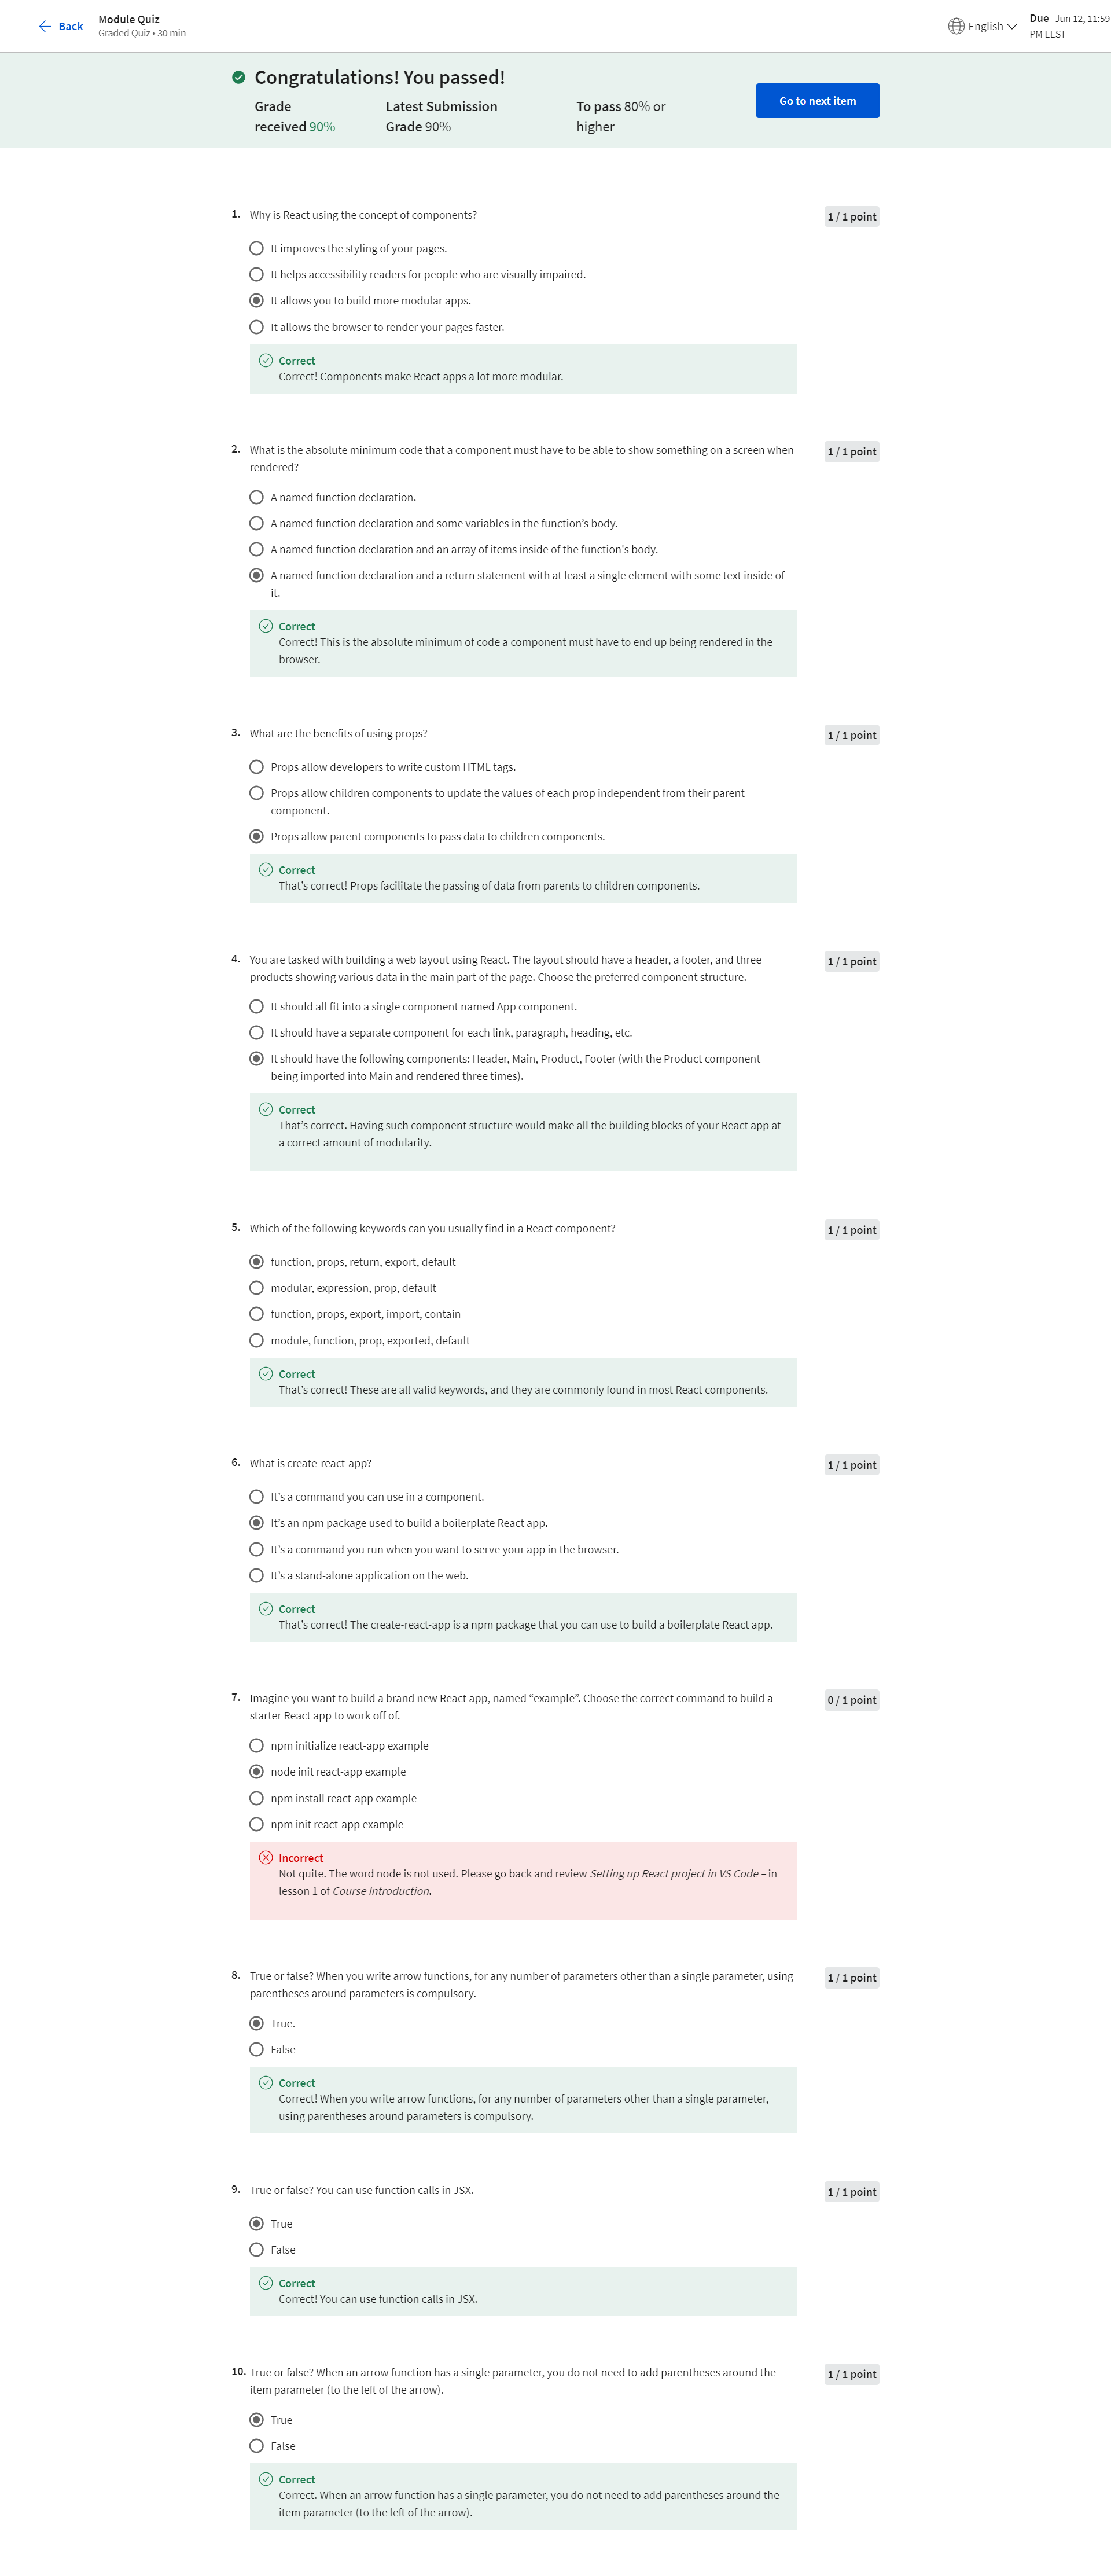 Back
Module Quiz
Graded Quiz • 30 min
English
Due Jun 12, 11:59
PM EEST
Congratulations! You passed!
Grade
received 90%
Latest Submission
Grade 90%
To pass 80% or
higher
Go to next item
1. Why is React using the concept of components?
1 / 1 point
It improves the styling of your pages.
It helps accessibility readers for people who are visually impaired.
It allows you to build more modular apps.
It allows the browser to render your pages faster.
Correct
Correct! Components make React apps a lot more modular.
2. What is the absolute minimum code that a component must have to be able to show something on a screen when
rendered?
1 / 1 point
A named function declaration.
A named function declaration and some variables in the function's body.
A named function declaration and an array of items inside of the function's body.
A named function declaration and a return statement with at least a single element with some text inside of
it.
Correct
Correct! This is the absolute minimum of code a component must have to end up being rendered in the
browser.
3. What are the benefits of using props?
1 / 1 point
Props allow developers to write custom HTML tags.
Props allow children components to update the values of each prop independent from their parent
component.
Props allow parent components to pass data to children components.
Correct
That's correct! Props facilitate the passing of data from parents to children components.
4. You are tasked with building a web layout using React. The layout should have a header, a footer, and three
products showing various data in the main part of the page. Choose the preferred component structure.
1 / 1 point
It should all fit into a single component named App component.
It should have a separate component for each link, paragraph, heading, etc.
It should have the following components: Header, Main, Product, Footer (with the Product component
being imported into Main and rendered three times).
Correct
That's correct. Having such component structure would make all the building blocks of your React app at
a correct amount of modularity.
5. Which of the following keywords can you usually find in a React component?
1 / 1 point
function, props, return, export, default
modular, expression, prop, default
function, props, export, import, contain
module, function, prop, exported, default
Correct
That's correct! These are all valid keywords, and they are commonly found in most React components.
6. What is create-react-app?
1 / 1 point
It's a command you can use in a component.
It's an npm package used to build a boilerplate React app.
It's a command you run when you want to serve your app in the browser.
It's a stand-alone application on the web.
Correct
That's correct! The create-react-app is a npm package that you can use to build a boilerplate React app.
7. Imagine you want to build a brand new React app, named “example”. Choose the correct command to build a
starter React app to work off of.
0 / 1 point
npm initialize react-app example
node init react-app example
npm install react-app example
npm init react-app example
Incorrect
Not quite. The word node is not used. Please go back and review Setting up React project in VS Code – in
lesson 1 of Course Introduction.
8. True or false? When you write arrow functions, for any number of parameters other than a single parameter, using
parentheses around parameters is compulsory.
1 / 1 point
True.
False
Correct
Correct! When you write arrow functions, for any number of parameters other than a single parameter,
using parentheses around parameters is compulsory.
9. True or false? You can use function calls in JSX.
1 / 1 point
True
False
Correct
Correct! You can use function calls in JSX.
10. True or false? When an arrow function has a single parameter, you do not need to add parentheses around the
item parameter (to the left of the arrow).
1 / 1 point
True
False
Correct
Correct. When an arrow function has a single parameter, you do not need to add parentheses around the
item parameter (to the left of the arrow).